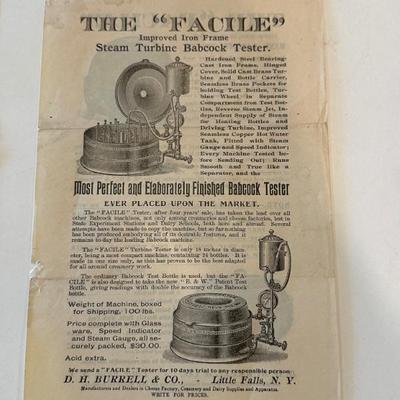 THE "FACILE"
Improved Iron Frame
Steam Turbine Babcock Tester.
Hardened Steel Bearing:
Cast Iron Frame, Hinged
Cover, Solid Cast Brass Tur-
bine and Bottle Carrier,
Seamless Brass Pockets for
holding Test Bottles, Tur-
bine Wheel in Separate
Compartment from Test Bot-
tles, Reverse Steam Jet, In-
dependent Supply of Steam
for Heating Bottles and
Driving Turbine, Improved
Seamless Copper Hot Water
Tank, Fitted with Steam
Gauge and Speed Indicator;
Every Machine Tested before
Sending Out; Runs
Smooth and True like a
Separator, and the
Most Perfect and Elaborately Finished Babcock Tester
EVER PLACED UPON THE MARKET.
The "FACILE" Tester, after four years' sale, has taken the lead over all
other Babcock machines, not only among creameries and cheese factories, but in
State Experiment Stations and Dairy Schools, both here and abroad. Several
attempts have been made to copy the machine, but so far nothing
has been produced embodying all of its desirable features, and it
remains to-day the leading Babcock machine.
The "FACILE" Turbine Tester is only 18 inches in diam-
eter, being a most compact machine, containing 24 bottles. It is
made in one size only, as this has proven to be the best adapted
for all around creamery work.
The ordinary Babcock Test Bottle is used, but the "FA-
CILE" is also designed to take the new "B. & W." Patent Test
Bottle, giving readings with double the accuracy of the Babcock
bottle.
Weight of Machine, boxed
for Shipping, 100 lbs.
Price complete with Glass
ware, Speed Indicator
and Steam Gauge, all se-
curely packed, $30.00.
Acid extra.
We send a "FACILE" Tester for 10 days trial to any responsible person
D. H. BURRELL & CO., - Little Falls, N. Y.
Manufacturers and Dealers in Cheese Factory, Creamery and Dairy Supplies and Apparatus.
WRITE FOR PRICES.